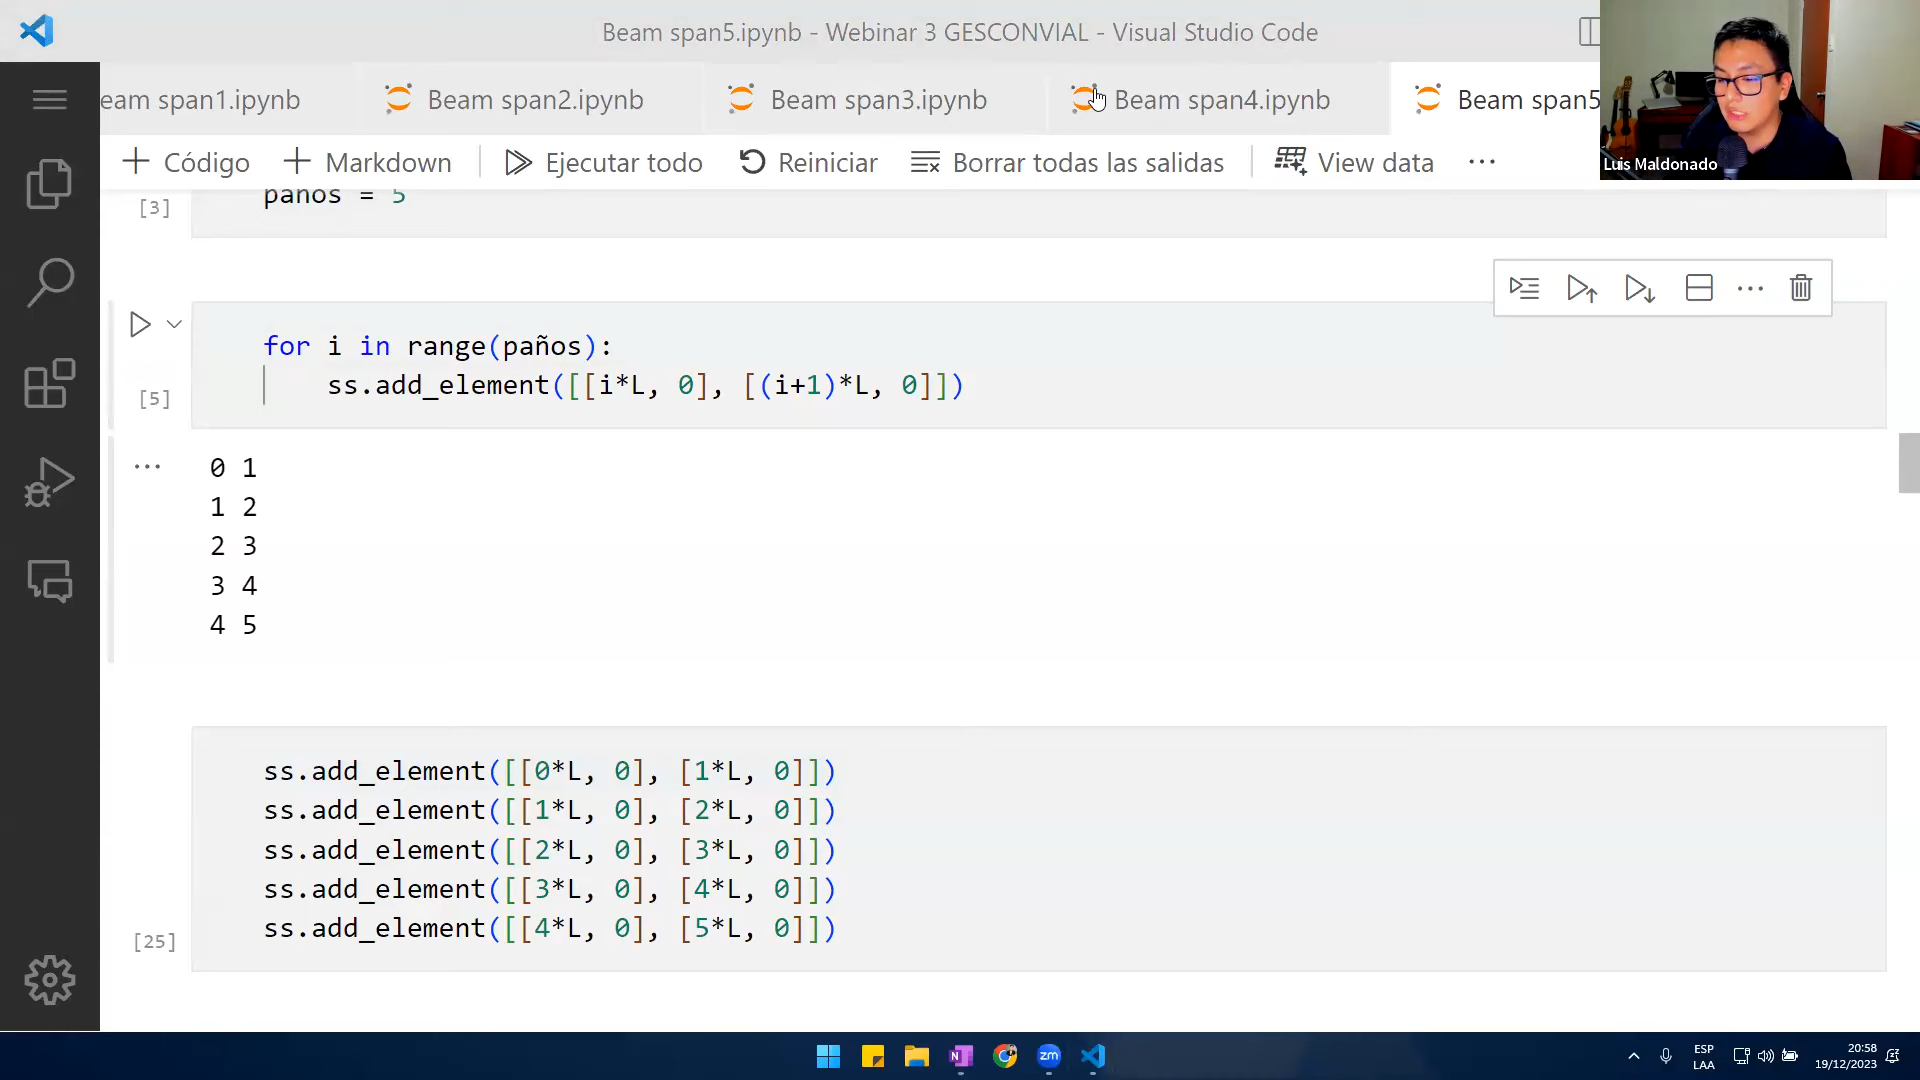 Beam span5.ipynb - Webinar 3 GESCONVIAL - Visual Studio Code
eam span1.ipynb
Beam span2.ipynb
Beam span3.ipynb
Beam span4.ipynb
Beam span5
Luis Maldonado
Código
Markdown
Ejecutar todo
Reiniciar
Borrar todas las salidas
View data
[3]
paños = 5
for i in range(paños):
ss.add_element([[i*L, 0], [(i+1)*L, 0]])
[5]
0 1
1 2
2 3
3 4
4 5
ss.add_element([[0*L, 0], [1*L, 0]])
ss.add_element([[1*L, 0], [2*L, 0]])
ss.add_element([[2*L, 0], [3*L, 0]])
ss.add_element([[3*L, 0], [4*L, 0]])
ss.add_element([[4*L, 0], [5*L, 0]])
[25]
N
zm
ESP
LAA
20:58
19/12/2023